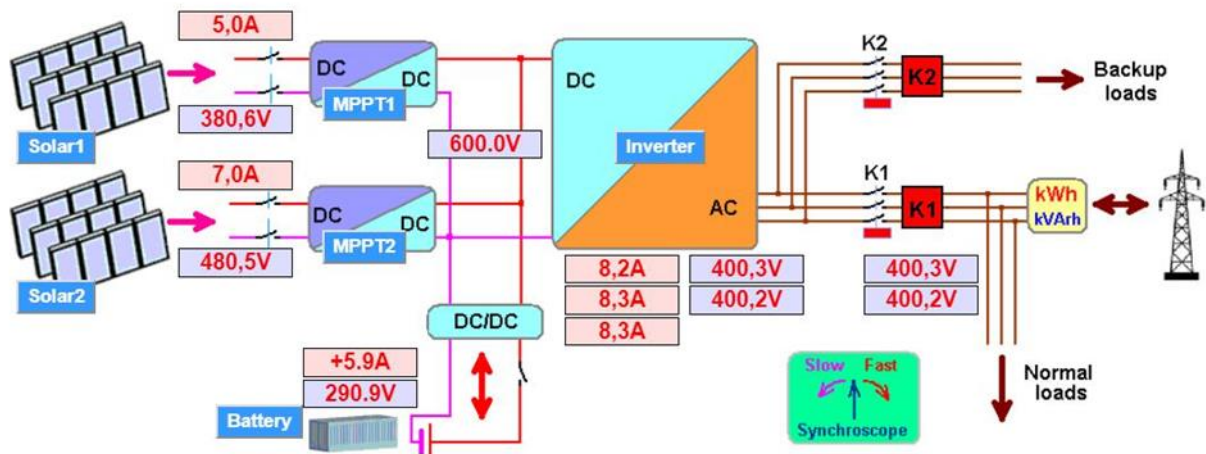 5,0A
380,6V
Solar1
DC
DC
MPPT1
600.0V
DC
Inverter
AC
K2
K2
Backup
loads
7,0A
480,5V
Solar2
DC
DC
MPPT2
K1
K1
kWh
kVArh
8,2A
8,3A
8,3A
400,3V
400,2V
400,3V
400,2V
DC/DC
+5.9A
290.9V
Battery
Slow
Fast
Synchroscope
Normal
loads